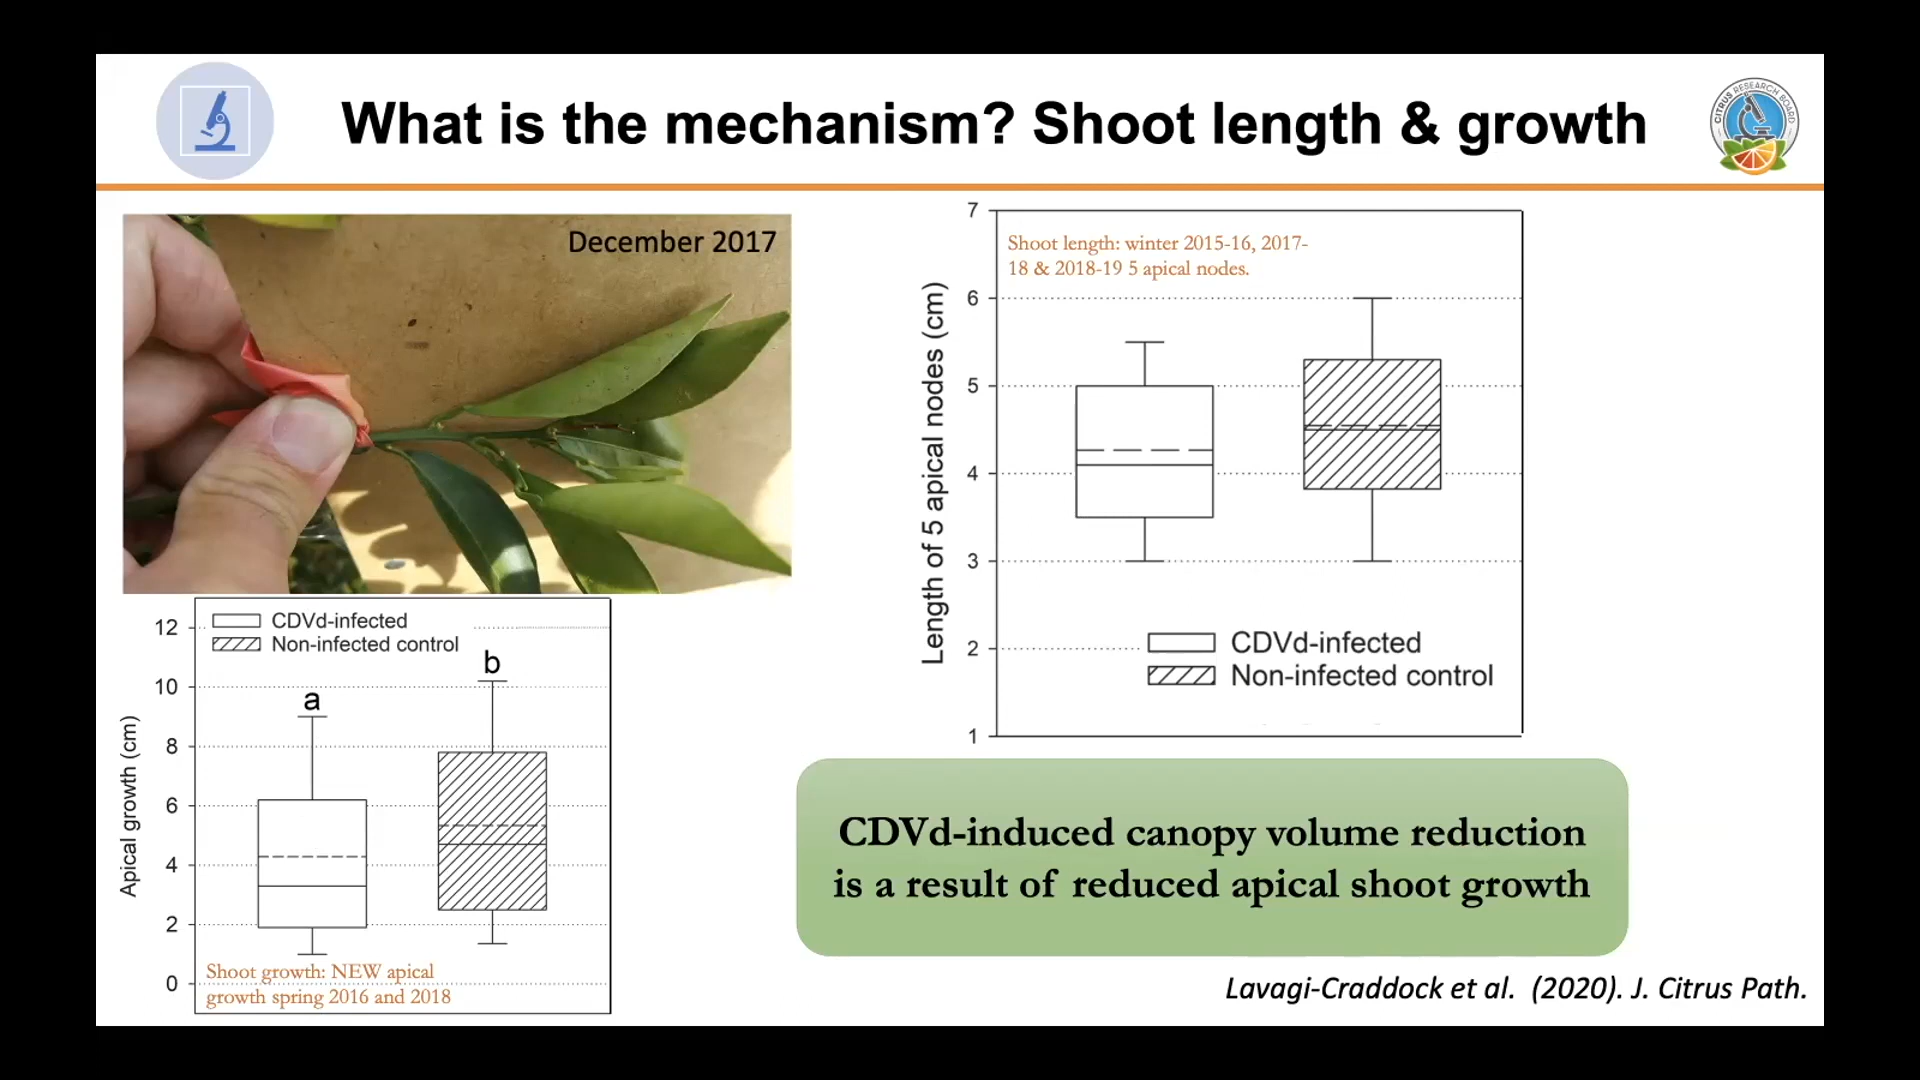 What is the mechanism? Shoot length & growth
CITRUS RESEARCH BOARD
December 2017
7
6
5
4
3
2
1
Length of 5 apical nodes (cm)
Shoot length: winter 2015-16, 2017-
18 & 2018-19 5 apical nodes.
CDVd-infected
Non-infected control
12
10
8
6
4
2
0
Apical growth (cm)
CDVd-infected
Non-infected control
a
b
Shoot growth: NEW apical
growth spring 2016 and 2018
CDVd-induced canopy volume reduction
is a result of reduced apical shoot growth
Lavagi-Craddock et al. (2020). J. Citrus Path.